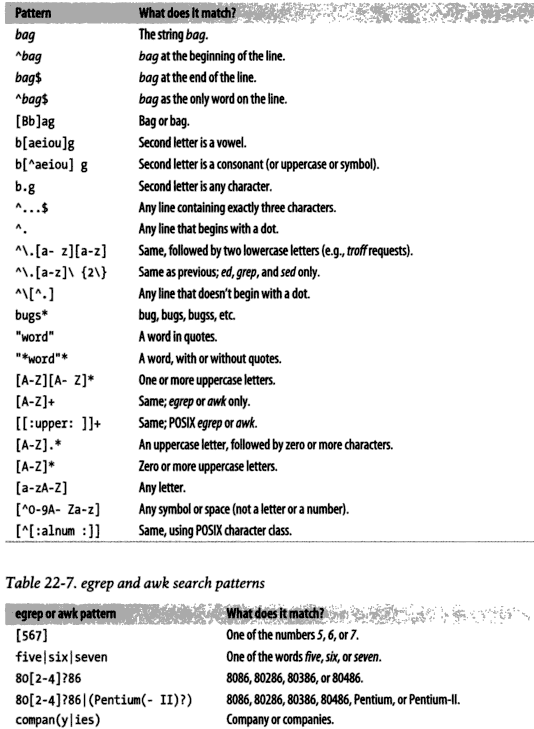 Pattern What does it match?
bag The string bag.
^bag bag at the beginning of the line.
bag$ bag at the end of the line.
^bag$ bag as the only word on the line.
[Bb]ag Bag or bag.
b[aeiou]g Second letter is a vowel.
b[^aeiou] g Second letter is a consonant (or uppercase or symbol).
b.g Second letter is any character.
^...$ Any line containing exactly three characters.
^. Any line that begins with a dot.
^\.[a- z][a-z] Same, followed by two lowercase letters (e.g., troff requests).
^\.[a-z]\ {2\} Same as previous; ed, grep, and sed only.
^\[^.] Any line that doesn't begin with a dot.
bugs* bug, bugs, bugss, etc.
"word" A word in quotes.
"*word"* A word, with or without quotes.
[A-Z][A- Z]* One or more uppercase letters.
[A-Z]+ Same; egrep or awk only.
[[:upper: ]]+ Same; POSIX egrep or awk.
[A-Z].* An uppercase letter, followed by zero or more characters.
[A-Z]* Zero or more uppercase letters.
[a-zA-Z] Any letter.
[^0-9A- Za-z] Any symbol or space (not a letter or a number).
[^[:alnum :]] Same, using POSIX character class.
Table 22-7. egrep and awk search patterns
egrep or awk pattern What does it match?
[567] One of the numbers 5, 6, or 7.
five|six|seven One of the words five, six, or seven.
80[2-4]?86 8086, 80286, 80386, or 80486.
80[2-4]?86|(Pentium(- II)?) 8086, 80286, 80386, 80486, Pentium, or Pentium-II.
compan(y|ies) Company or companies.